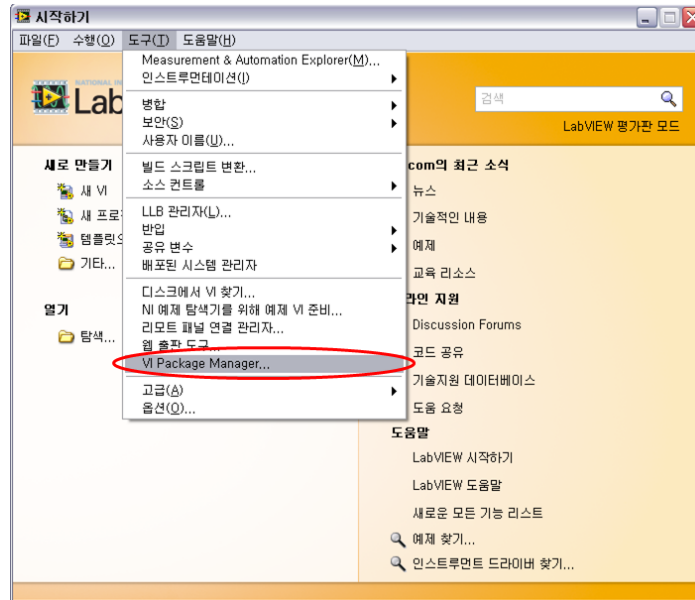 시작하기
파일(F) 수행(O) 도구(T) 도움말(H)
Measurement & Automation Explorer(M)...
인스트루먼테이션(I)
병합
보안(S)
사용자 이름(U)...
빌드 스크립트 변환...
소스 컨트롤
LLB 관리자(L)...
반입
공유 변수
배포된 시스템 관리자
디스크에서 VI 찾기...
NI 예제 탐색기를 위해 예제 VI 준비...
리모트 패널 연결 관리자...
웹 출판 도구...
VI Package Manager...
고급(A)
옵션(O)...
NATIONAL IN
Lab
검색
LabVIEW 평가판 모드
새로 만들기
새 VI
새 프로
템플릿
기타...
열기
탐색...
com의 최근 소식
뉴스
기술적인 내용
예제
교육 리소스
라인 지원
Discussion Forums
코드 공유
기술지원 데이터베이스
도움 요청
도움말
LabVIEW 시작하기
LabVIEW 도움말
새로운 모든 기능 리스트
예제 찾기...
인스트루먼트 드라이버 찾기...